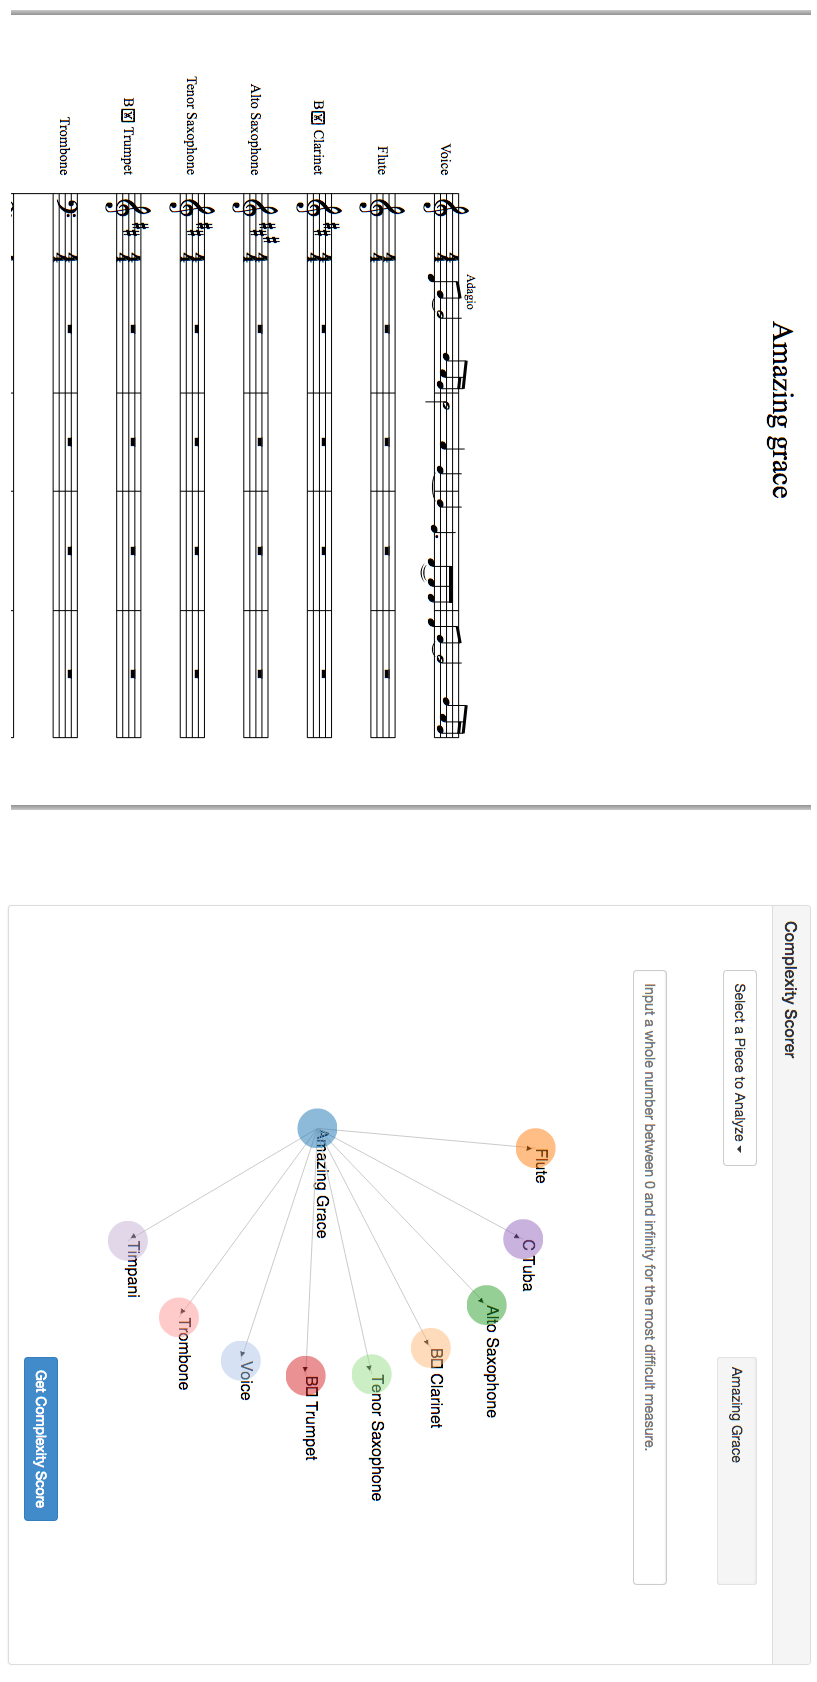 Amazing grace
Adagio
Voice
Flute
B Clarinet
Alto Saxophone
Tenor Saxophone
B Trumpet
Trombone
Complexity Scorer
Select a Piece to Analyze
Amazing Grace
Input a whole number between 0 and infinity for the most difficult measure.
Flute
C Tuba
Alto Saxophone
B Clarinet
Tenor Saxophone
Amazing Grace
B Trumpet
Voice
Trombone
Timpani
Get Complexity Score